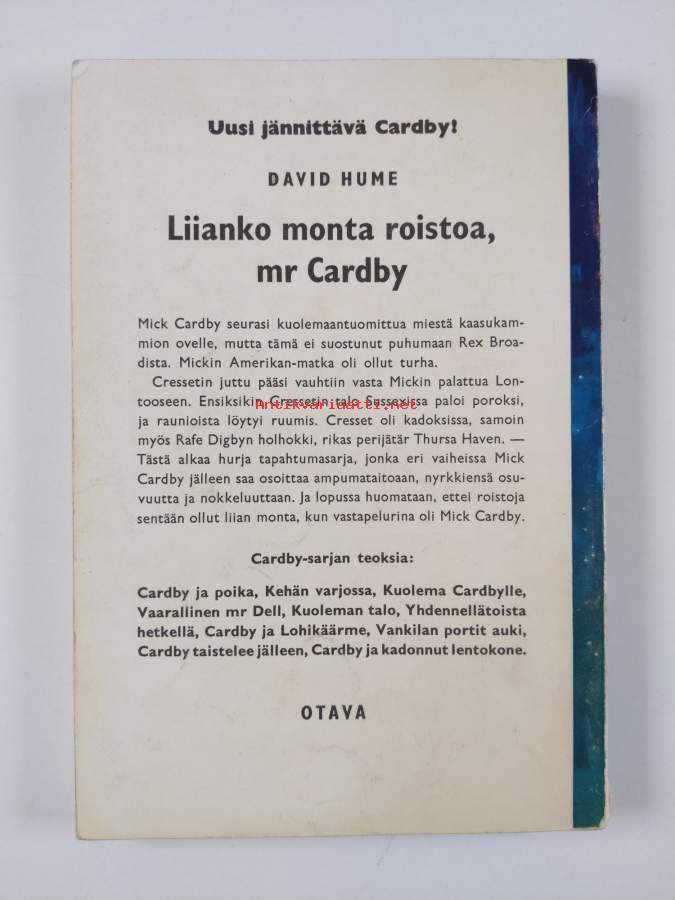 Uusi jännittävä Cardby!
DAVID HUME
Liianko monta roistoa,
mr Cardby
Mick Cardby seurasi kuolemaantuomittua miestä kaasukam-
mion ovelle, mutta tämä ei suostunut puhumaan Rex Broa-
dista. Mickin Amerikan-matka oli ollut turha.
Cressetin juttu pääsi vauhtiin vasta Mickin palattua Lon-
tooseen. Ensiksikin Cressetin talo Sussexissa paloi poroksi,
Antikvariaatti.net
ja raunioista löytyi ruumis. Cresset oli kadoksissa, samoin
myös Rafe Digbyn holhokki, rikas perijätär Thursa Haven. —
Tästä alkaa hurja tapahtumasarja, jonka eri vaiheissa Mick
Cardby jälleen saa osoittaa ampumataitoaan, nyrkkiensä osu-
vuutta ja nokkeluuttaan. Ja lopussa huomataan, ettei roistoja
sentään ollut liian monta, kun vastapelurina oli Mick Cardby.
Cardby-sarjan teoksia:
Cardby ja poika, Kehän varjossa, Kuolema Cardbylle,
Vaarallinen mr Dell, Kuoleman talo, Yhdennellätoista
hetkellä, Cardby ja Lohikäärme, Vankilan portit auki,
Cardby taistelee jälleen, Cardby ja kadonnut lentokone.
OTAVA